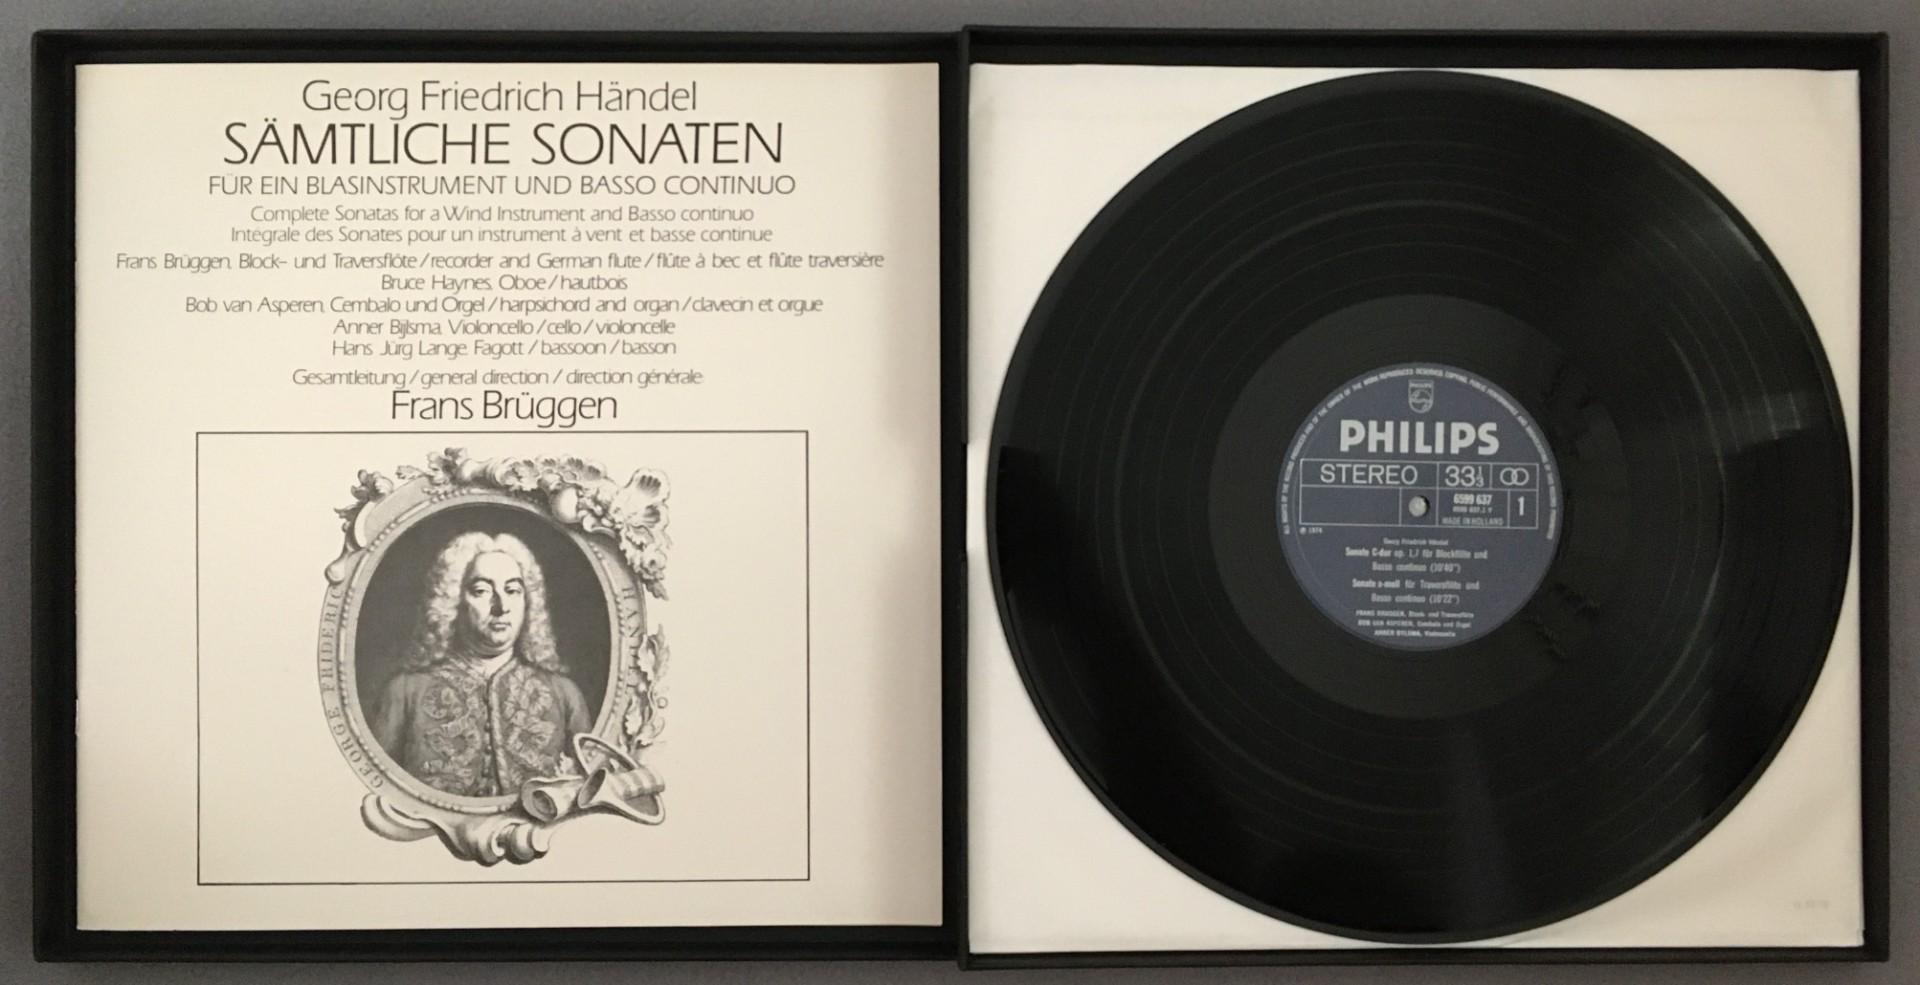 Georg Friedrich Händel
SÄMTLICHE SONATEN
FÜR EIN BLASINSTRUMENT UND BASSO CONTINUO
Complete Sonatas for a Wind Instrument and Basso continuo
Intégrale des Sonates pour un instrument à vent et basse continue
Frans Brüggen, Block- und Traversflöte/recorder and German flute/flûte à bec et flûte traversière
Bruce Haynes, Oboe/hautbois
Bob van Asperen, Cembalo und Orgel/harpsichord and organ/clavecin et orgue
Anner Bijlsma, Violoncello/cello/violoncelle
Hans Jürg Lange, Fagott/bassoon/basson
Gesamtleitung/general direction/direction générale:
Frans Brüggen
GEORGE FRIDERIC HANDEL
PHILIPS
PHILIPS
STEREO 33⅓
6599 637
1
MADE IN HOLLAND
℗ 1974
Georg Friedrich Händel
Sonate C-dur op. 1,7 für Blockflöte und
Basso continuo (10'40")
Sonate a-moll für Traversflöte und
Basso continuo (10'22")
FRANS BRÜGGEN, Block- und Traversflöte
BOB VAN ASPEREN, Cembalo und Orgel
ANNER BYLSMA, Violoncello